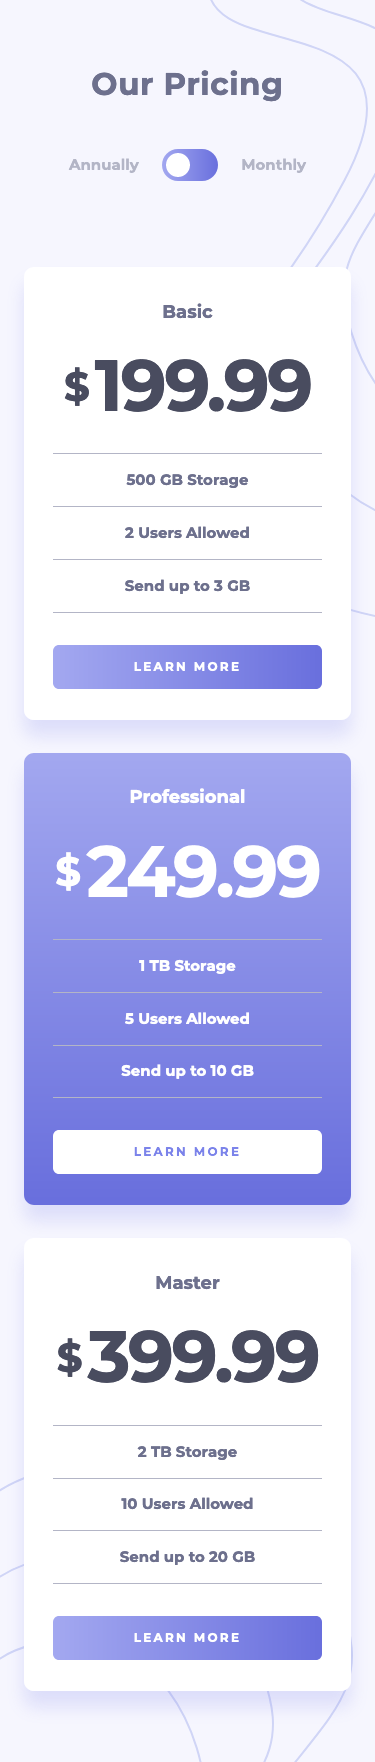 Our Pricing
Annually Monthly
Basic
$199.99
500 GB Storage
2 Users Allowed
Send up to 3 GB
LEARN MORE
Professional
$249.99
1 TB Storage
5 Users Allowed
Send up to 10 GB
LEARN MORE
Master
$399.99
2 TB Storage
10 Users Allowed
Send up to 20 GB
LEARN MORE